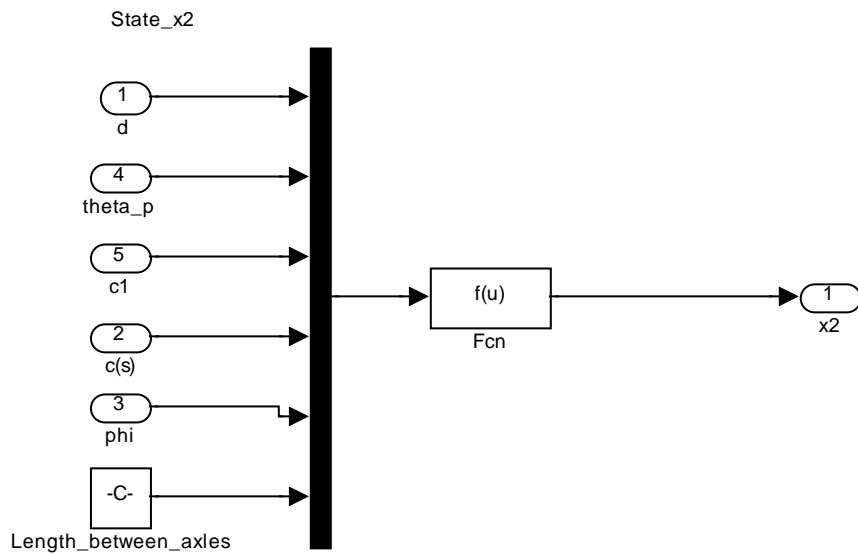 State_x2
1
d
4
theta_p
5
c1
2
c(s)
3
phi
-C-
Length_between_axles
f(u)
Fcn
1
x2